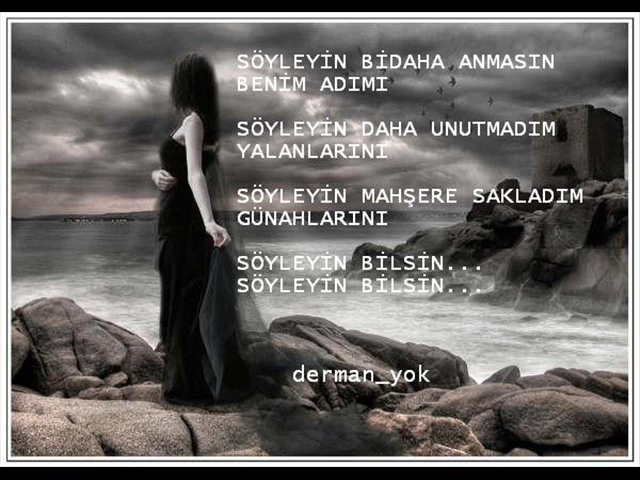 SÖYLEYİN BİDAHA ANMASIN
BENİM ADIMI
SÖYLEYİN DAHA UNUTMADIM
YALANLARINI
SÖYLEYİN MAHŞERE SAKLADIM
GÜNAHLARINI
SÖYLEYİN BİLSİN...
SÖYLEYİN BİLSİN...
derman_yok